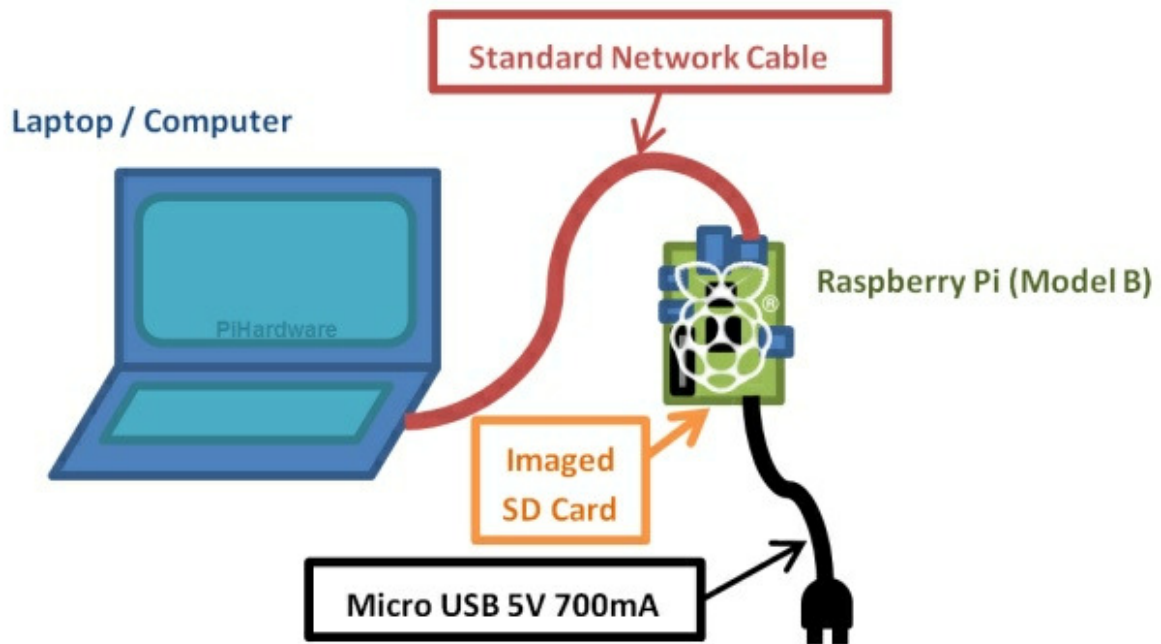 Standard Network Cable
Laptop / Computer
PiHardware
Raspberry Pi (Model B)
®
Imaged
SD Card
Micro USB 5V 700mA